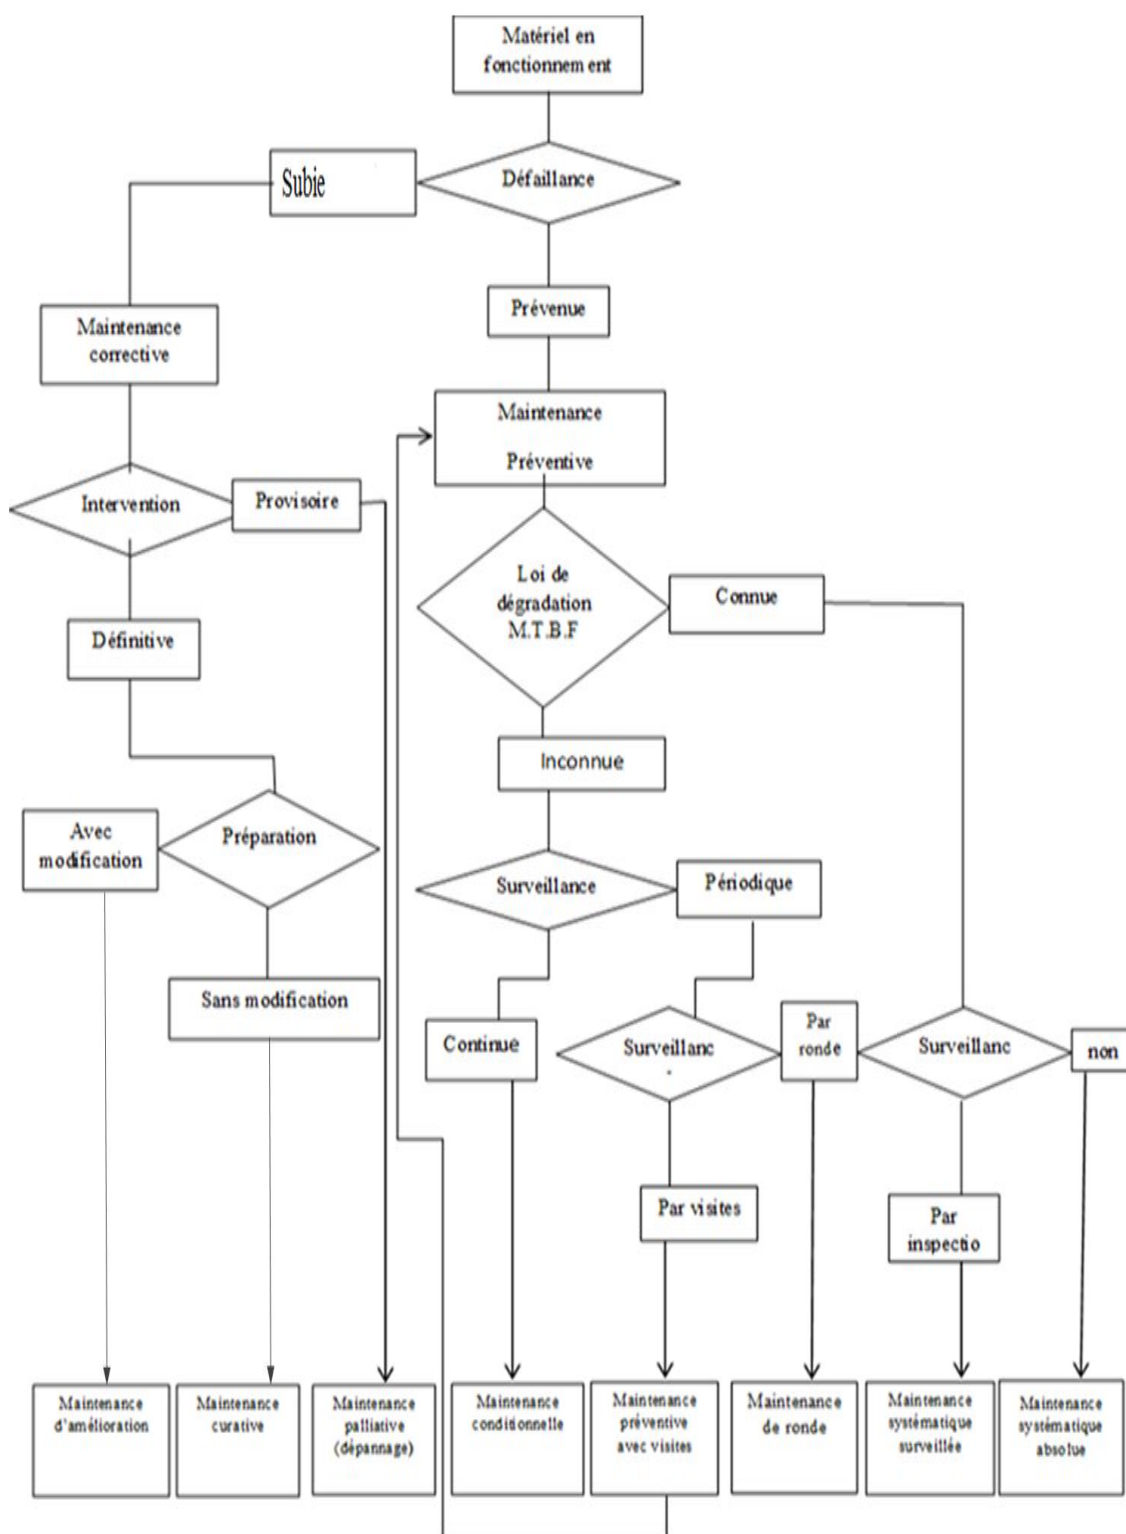 Matériel en
fonctionnement
Défaillance
Subie
Prévenue
Maintenance
corrective
Maintenance
Préventive
Intervention
Provisoire
Loi de
dégradation
M.T.B.F
Connue
Définitive
Inconnue
Avec
modification
Préparation
Surveillance
Périodique
Sans modification
Continue
Surveillanc
Par
ronde
Surveillanc
non
Par visites
Par
inspectio
Maintenance
d'amélioration
Maintenance
curative
Maintenance
palliative
(dépannage)
Maintenance
conditionnelle
Maintenance
préventive
avec visites
Maintenance
de ronde
Maintenance
systématique
surveillée
Maintenance
systématique
absolue